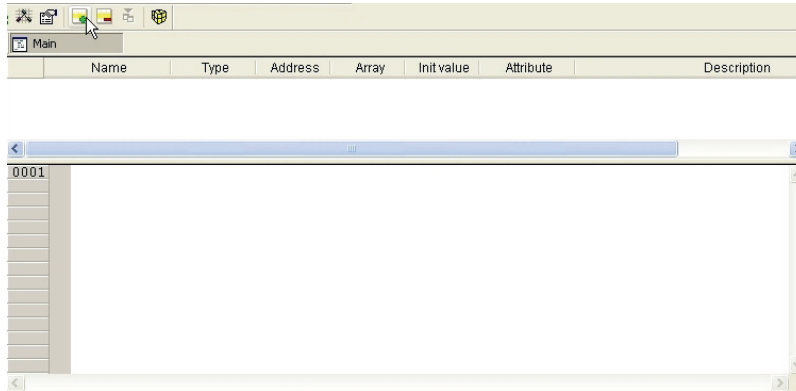 Main
Name Type Address Array Init value Attribute Description
0001